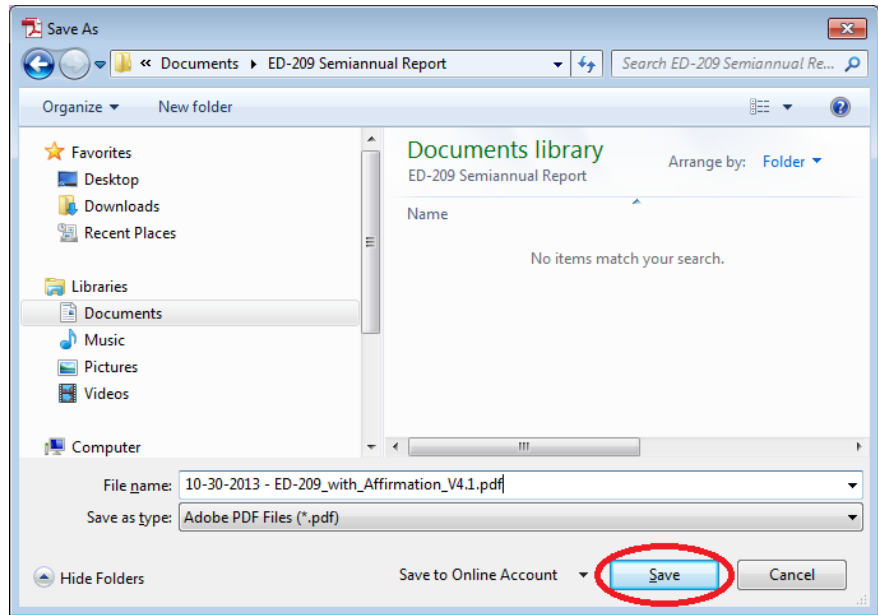 Save As
« Documents ▸ ED-209 Semiannual Report
Search ED-209 Semiannual Re...
Organize
New folder
Favorites
Desktop
Downloads
Recent Places
Libraries
Documents
Music
Pictures
Videos
Computer
Documents library
ED-209 Semiannual Report
Arrange by: Folder
Name
No items match your search.
File name: 10-30-2013 - ED-209_with_Affirmation_V4.1.pdf
Save as type: Adobe PDF Files (*.pdf)
Hide Folders
Save to Online Account
Save
Cancel